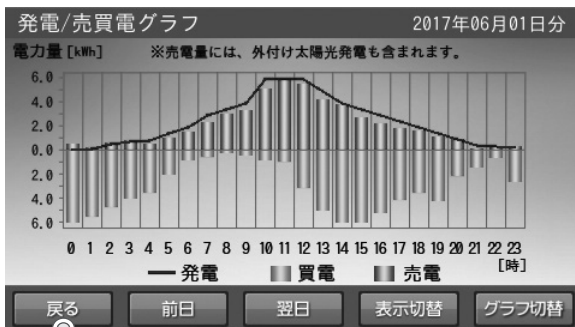 発電/売買電グラフ 2017年06月01日分
電力量[kWh] ※売電量には、外付け太陽光発電も含まれます。
6.0
4.0
2.0
0.0
2.0
4.0
6.0
0 1 2 3 4 5 6 7 8 9 10 11 12 13 14 15 16 17 18 19 20 21 22 23
[時]
発電 買電 売電
戻る 前日 翌日 表示切替 グラフ切替